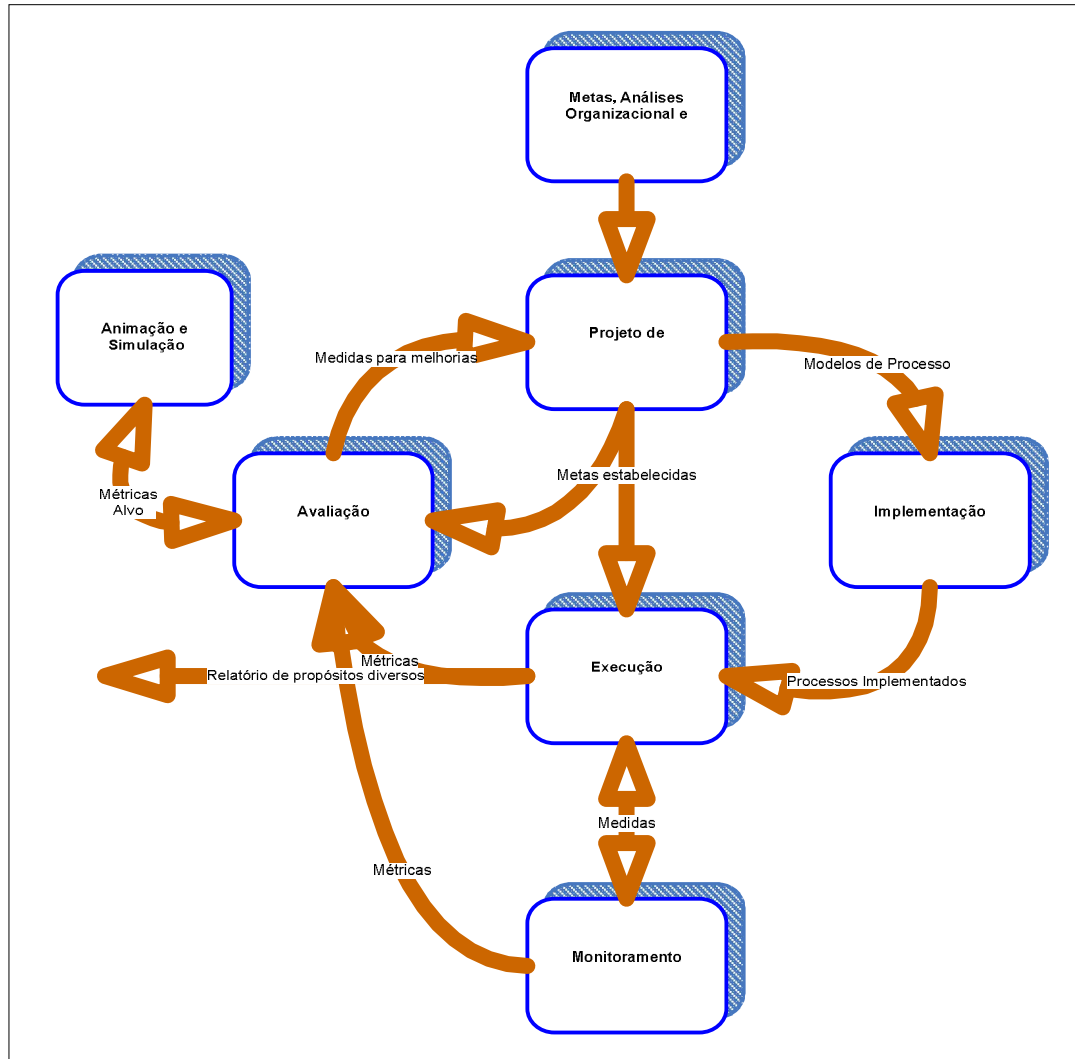 Metas, Análises
Organizacional e
Animação e
Simulação
Projeto de
Medidas para melhorias
Modelos de Processo
Métricas
Alvo
Avaliação
Metas estabelecidas
Implementação
Execução
Métricas
Relatório de propósitos diversos
Processos Implementados
Medidas
Métricas
Monitoramento